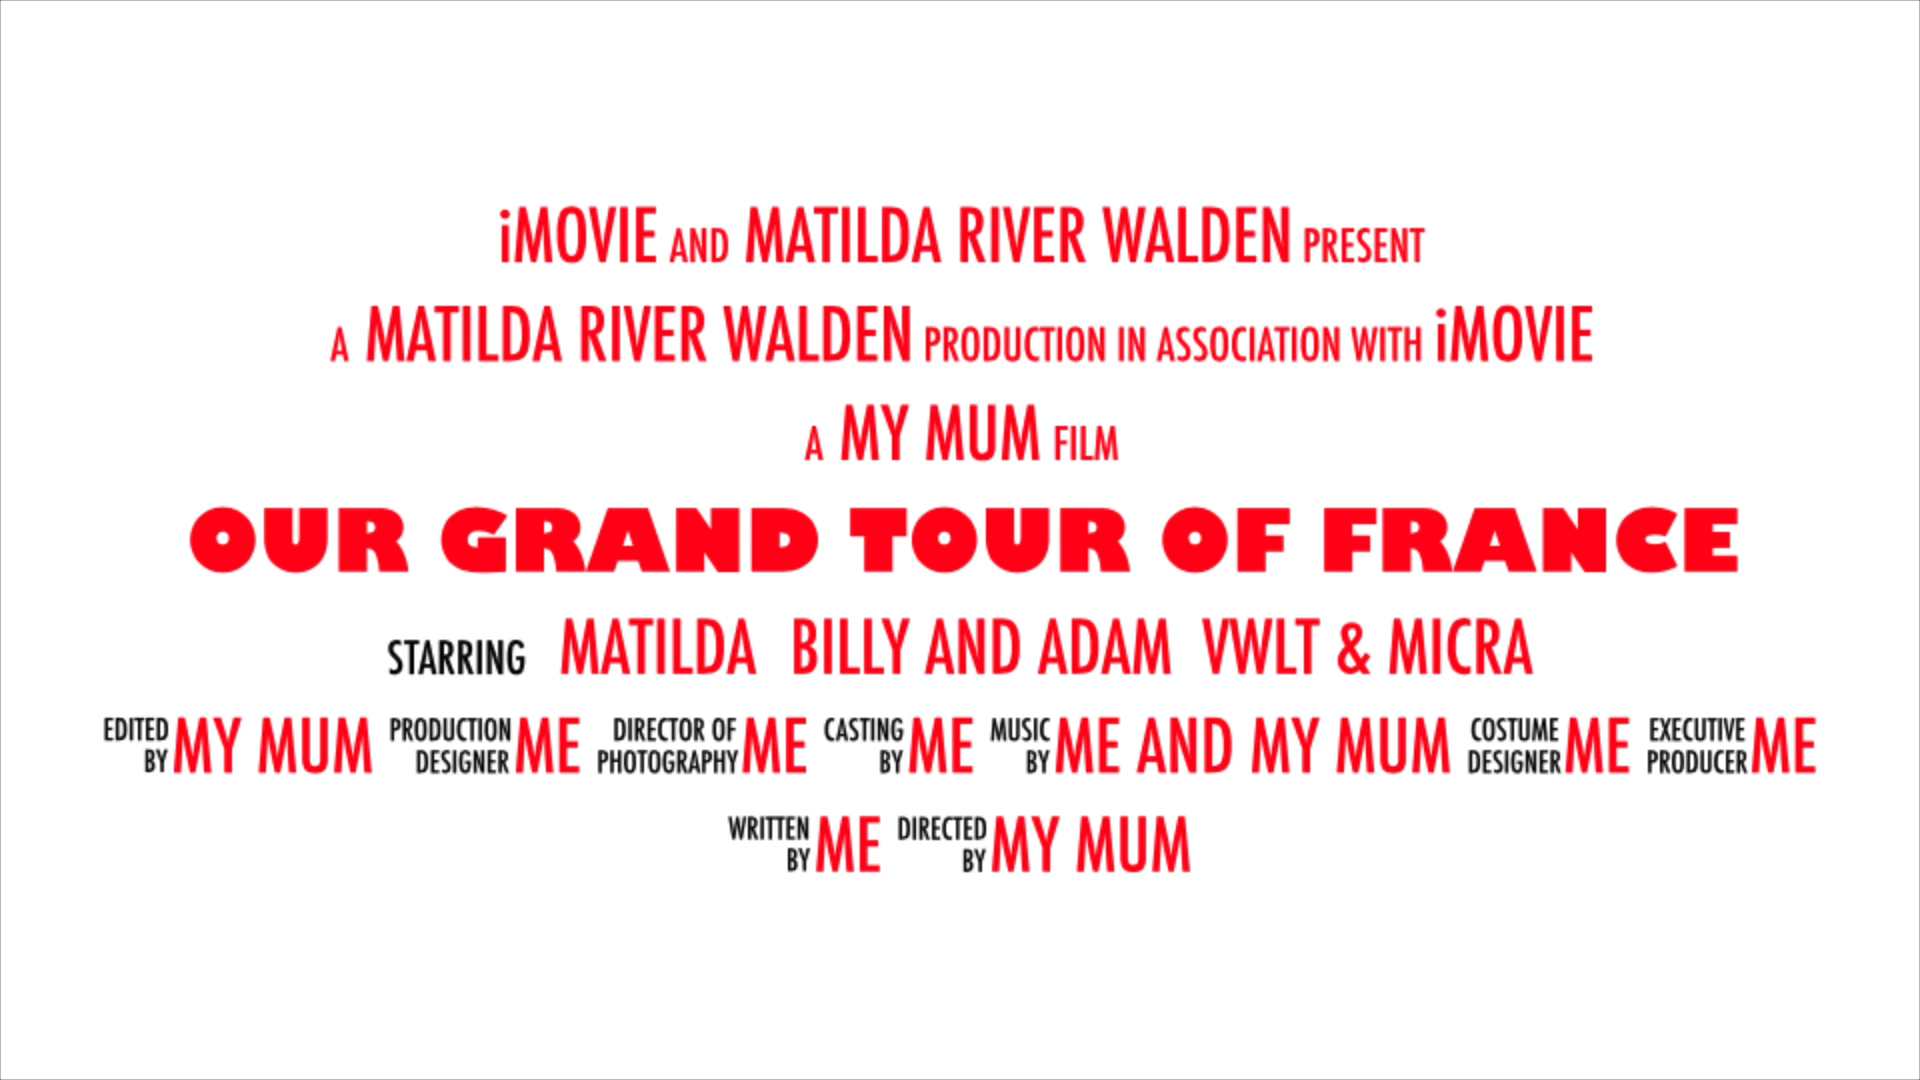 iMOVIE AND MATILDA RIVER WALDEN PRESENT
A MATILDA RIVER WALDEN PRODUCTION IN ASSOCIATION WITH iMOVIE
A MY MUM FILM
OUR GRAND TOUR OF FRANCE
STARRING MATILDA BILLY AND ADAM VWLT & MICRA
EDITED BY MY MUM PRODUCTION DESIGNER ME DIRECTOR OF PHOTOGRAPHY ME CASTING BY ME MUSIC BY ME AND MY MUM COSTUME DESIGNER ME EXECUTIVE PRODUCER ME
WRITTEN BY ME DIRECTED BY MY MUM